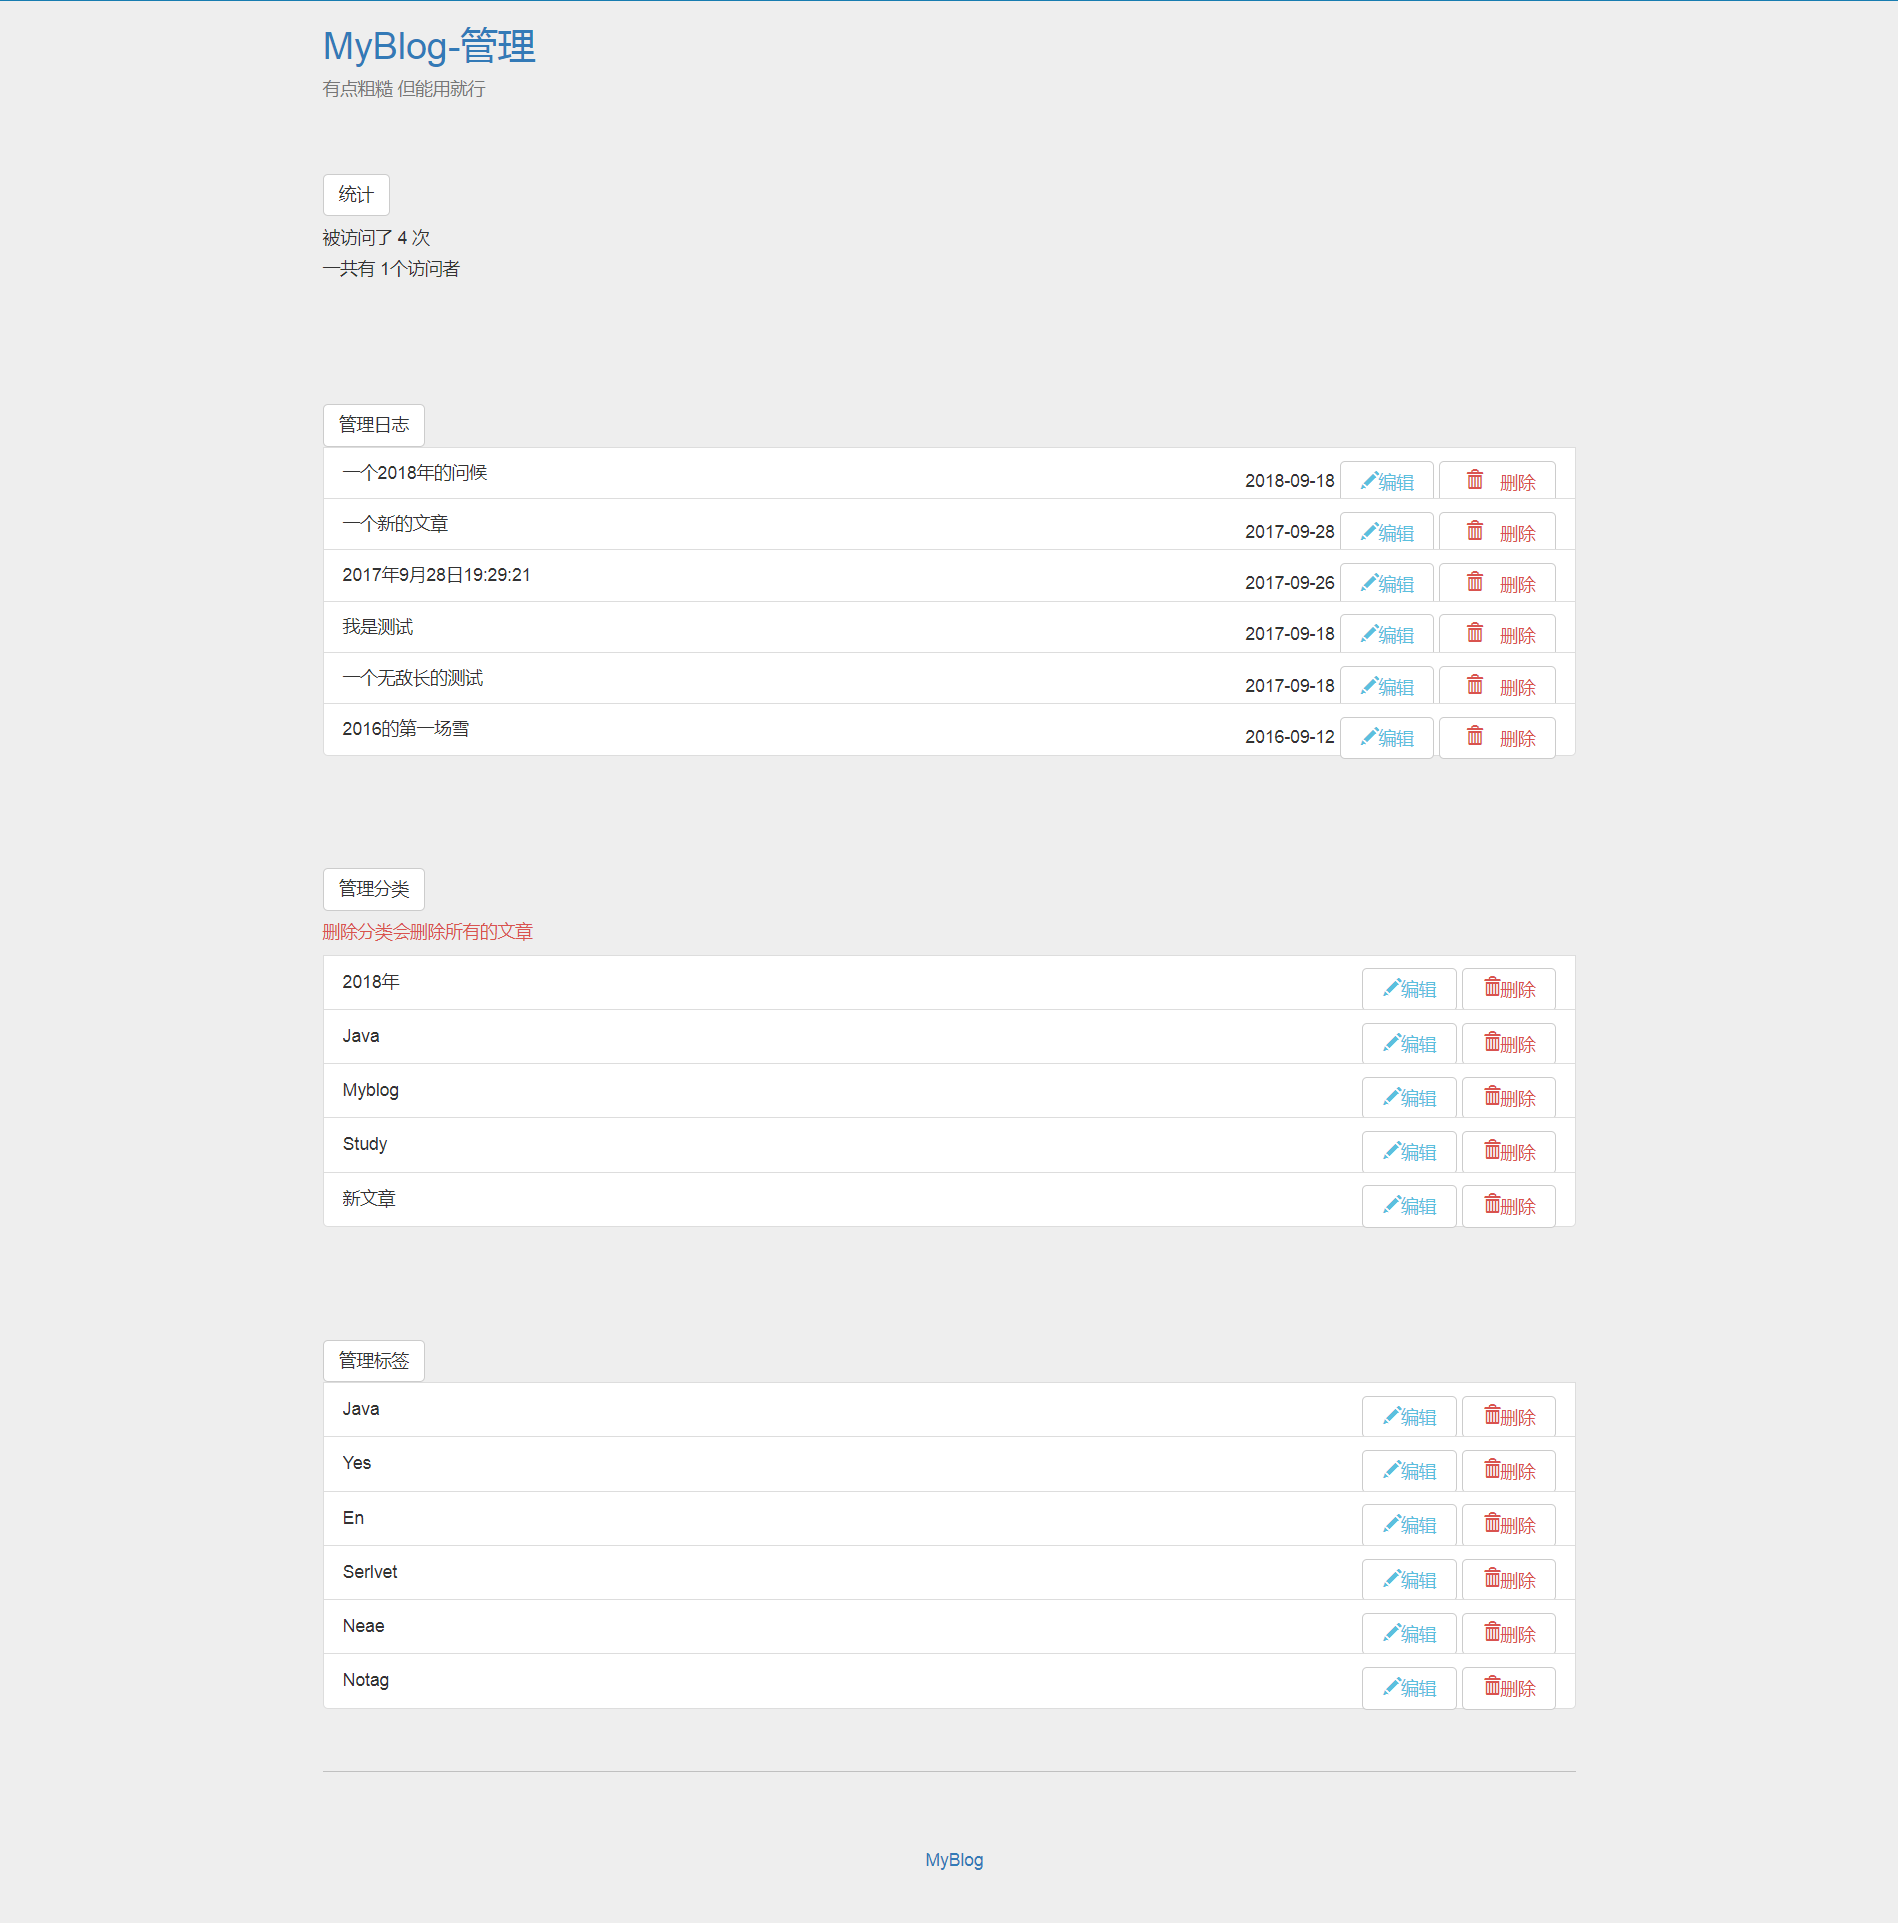 MyBlog-管理
有点粗糙 但能用就行
统计
被访问了 4 次
一共有 1个访问者
管理日志
一个2018年的问候 2018-09-18 编辑 删除
一个新的文章 2017-09-28 编辑 删除
2017年9月28日19:29:21 2017-09-26 编辑 删除
我是测试 2017-09-18 编辑 删除
一个无敌长的测试 2017-09-18 编辑 删除
2016的第一场雪 2016-09-12 编辑 删除
管理分类
删除分类会删除所有的文章
2018年 编辑 删除
Java 编辑 删除
Myblog 编辑 删除
Study 编辑 删除
新文章 编辑 删除
管理标签
Java 编辑 删除
Yes 编辑 删除
En 编辑 删除
Serlvet 编辑 删除
Neae 编辑 删除
Notag 编辑 删除
MyBlog